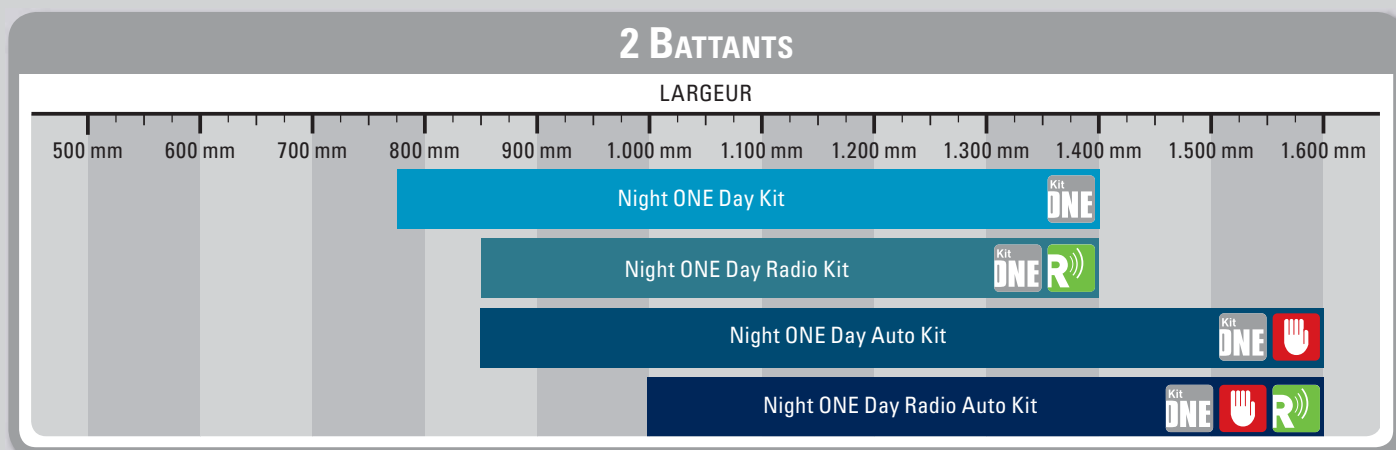 2 BATTANTS
LARGEUR
500 mm 600 mm 700 mm 800 mm 900 mm 1.000 mm 1.100 mm 1.200 mm 1.300 mm 1.400 mm 1.500 mm 1.600 mm
Night ONE Day Kit Kit ONE
Night ONE Day Radio Kit Kit ONE R
Night ONE Day Auto Kit Kit ONE
Night ONE Day Radio Auto Kit Kit ONE R